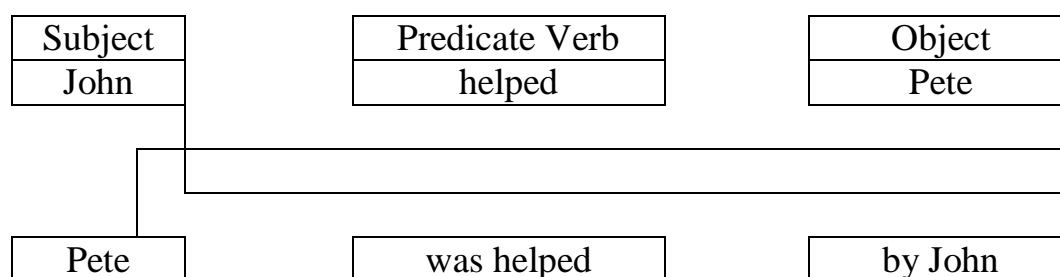 Subject Predicate Verb Object
John helped Pete
Pete was helped by John